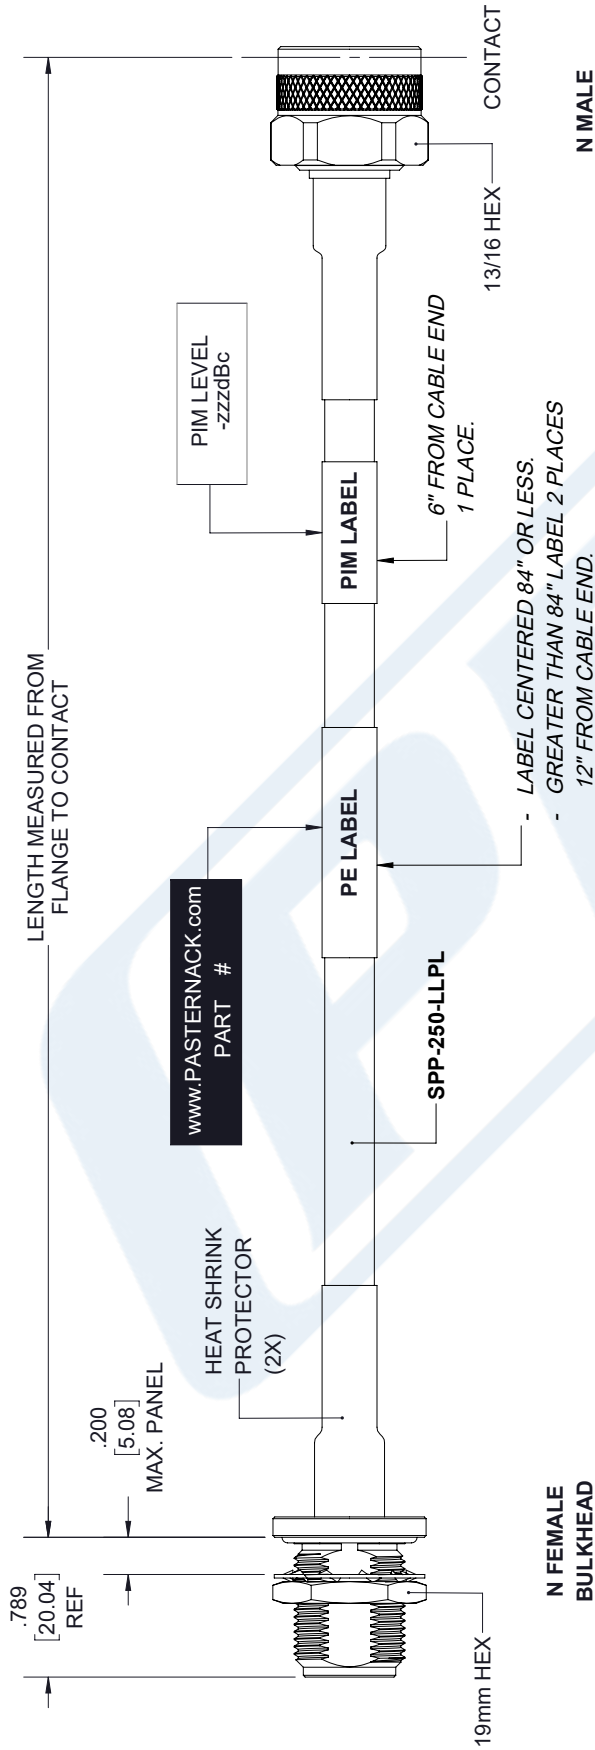 LENGTH MEASURED FROM
FLANGE TO CONTACT
.789
[20.04]
REF
.200
[5.08]
MAX. PANEL
HEAT SHRINK
PROTECTOR
(2X)
www.PASTERNACK.com
PART #
PIM LEVEL
-zzzdBc
PE LABEL
PIM LABEL
SPP-250-LLPL
6" FROM CABLE END
1 PLACE.
- LABEL CENTERED 84" OR LESS.
- GREATER THAN 84" LABEL 2 PLACES
12" FROM CABLE END.
19mm HEX
13/16 HEX
CONTACT
N FEMALE
BULKHEAD
N MALE